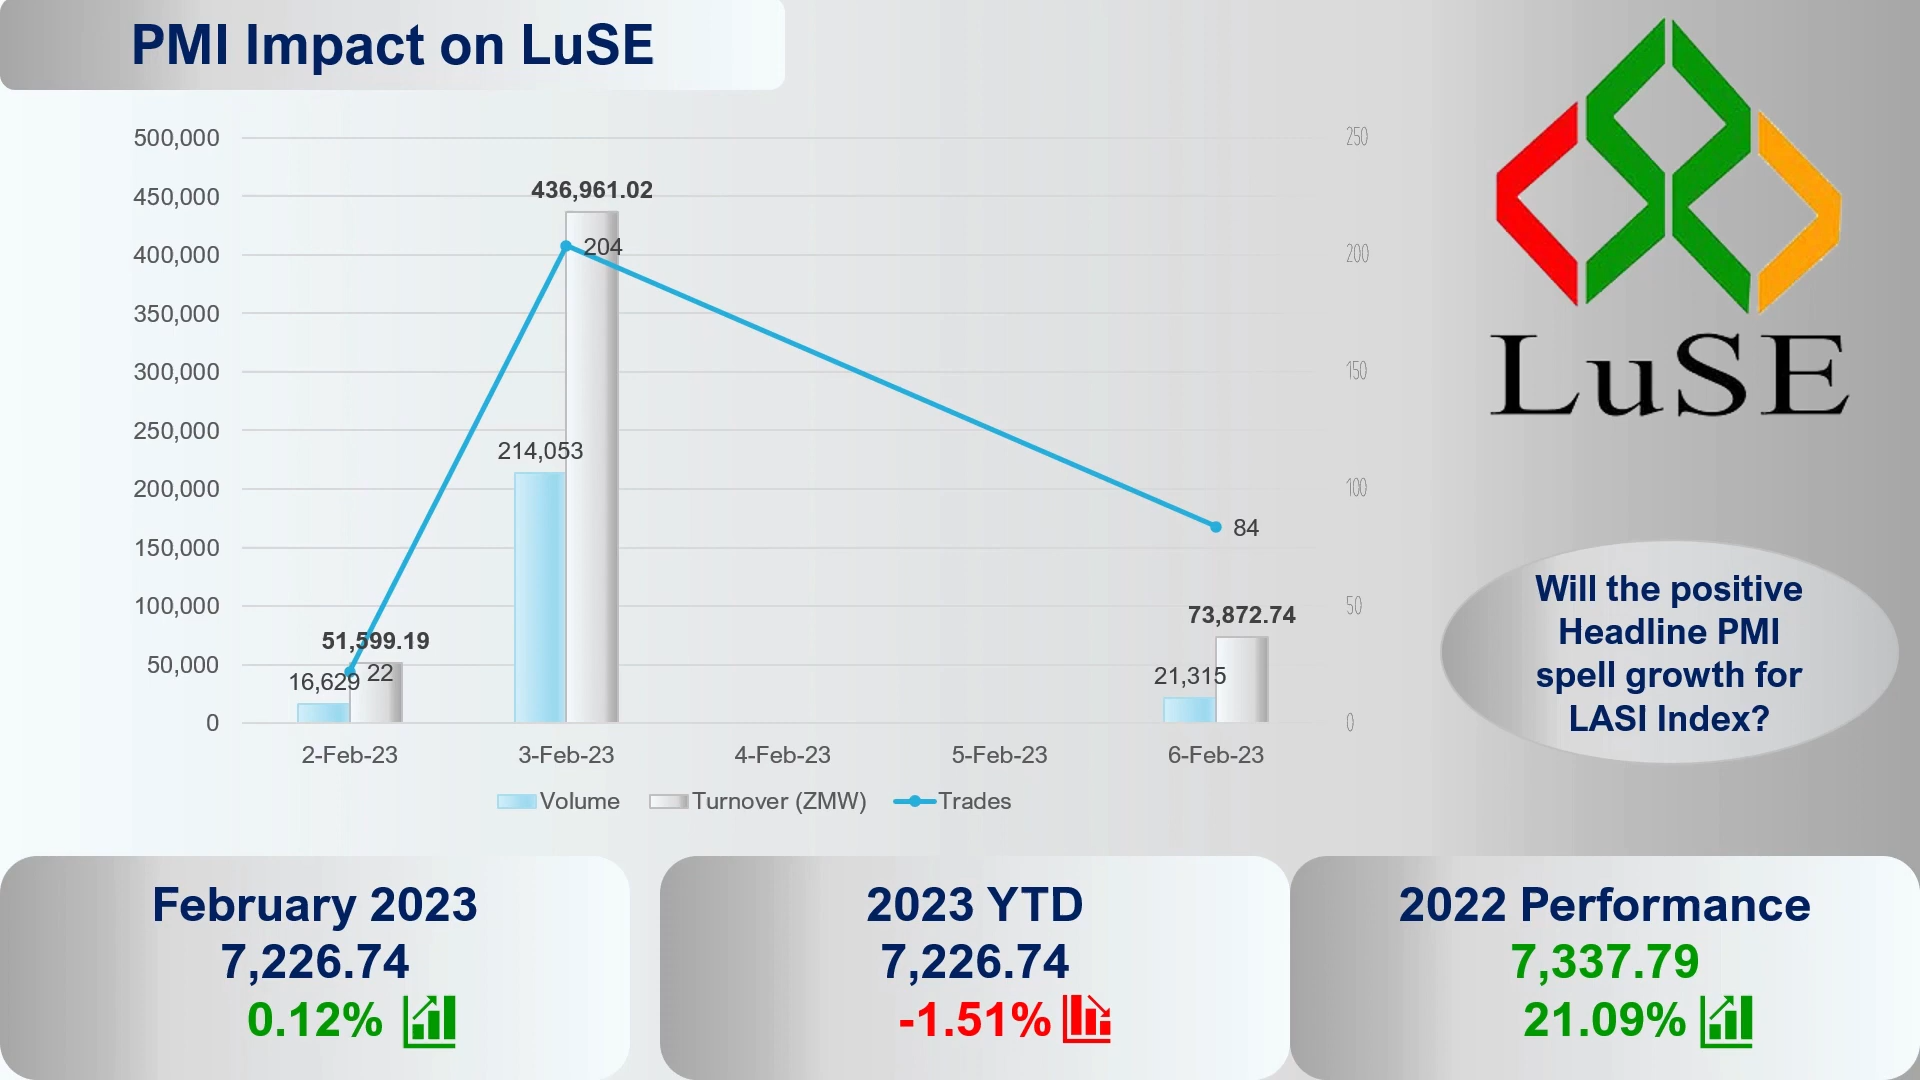 PMI Impact on LuSE
500,000
450,000
400,000
350,000
300,000
250,000
200,000
150,000
100,000
50,000
0
250
200
150
100
50
0
436,961.02
204
214,053
51,599.19
16,629
22
84
73,872.74
21,315
2-Feb-23
3-Feb-23
4-Feb-23
5-Feb-23
6-Feb-23
Volume
Turnover (ZMW)
Trades
LuSE
Will the positive
Headline PMI
spell growth for
LASI Index?
February 2023
7,226.74
0.12%
2023 YTD
7,226.74
-1.51%
2022 Performance
7,337.79
21.09%